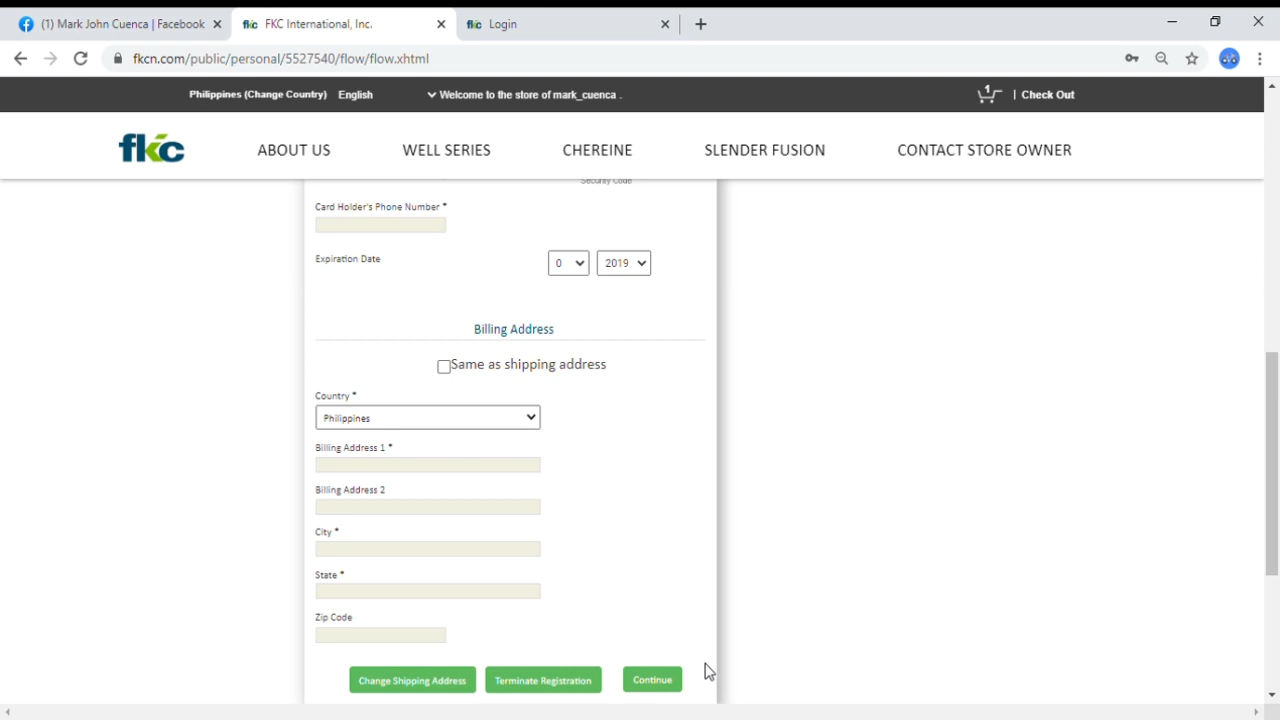 (1) Mark John Cuenca | Facebook
fkc FKC International, Inc.
fkc Login
fkcn.com/public/personal/5527540/flow/flow.xhtml
Philippines (Change Country) English Welcome to the store of mark_cuenca .
1 | Check Out
fkc ABOUT US WELL SERIES CHEREINE SLENDER FUSION CONTACT STORE OWNER
Security Code
Card Holder's Phone Number *
Expiration Date 0 2019
Billing Address
Same as shipping address
Country *
Philippines
Billing Address 1 *
Billing Address 2
City *
State *
Zip Code
Change Shipping Address Terminate Registration Continue